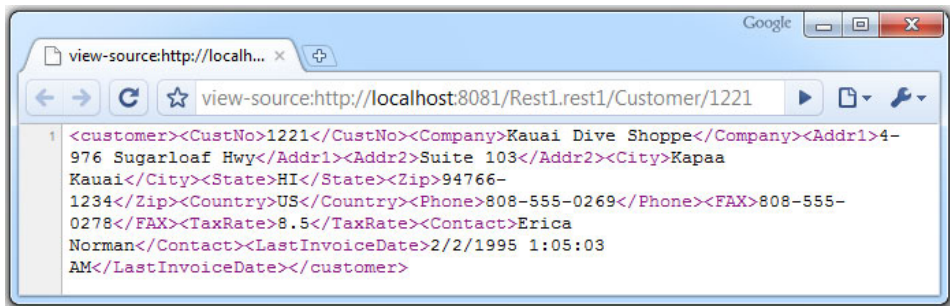 Google
view-source:http://localh...
view-source:http://localhost:8081/Rest1.rest1/Customer/1221
1 <customer><CustNo>1221</CustNo><Company>Kauai Dive Shoppe</Company><Addr1>4-
976 Sugarloaf Hwy</Addr1><Addr2>Suite 103</Addr2><City>Kapaa
Kauai</City><State>HI</State><Zip>94766-
1234</Zip><Country>US</Country><Phone>808-555-0269</Phone><FAX>808-555-
0278</FAX><TaxRate>8.5</TaxRate><Contact>Erica
Norman</Contact><LastInvoiceDate>2/2/1995 1:05:03
AM</LastInvoiceDate></customer>